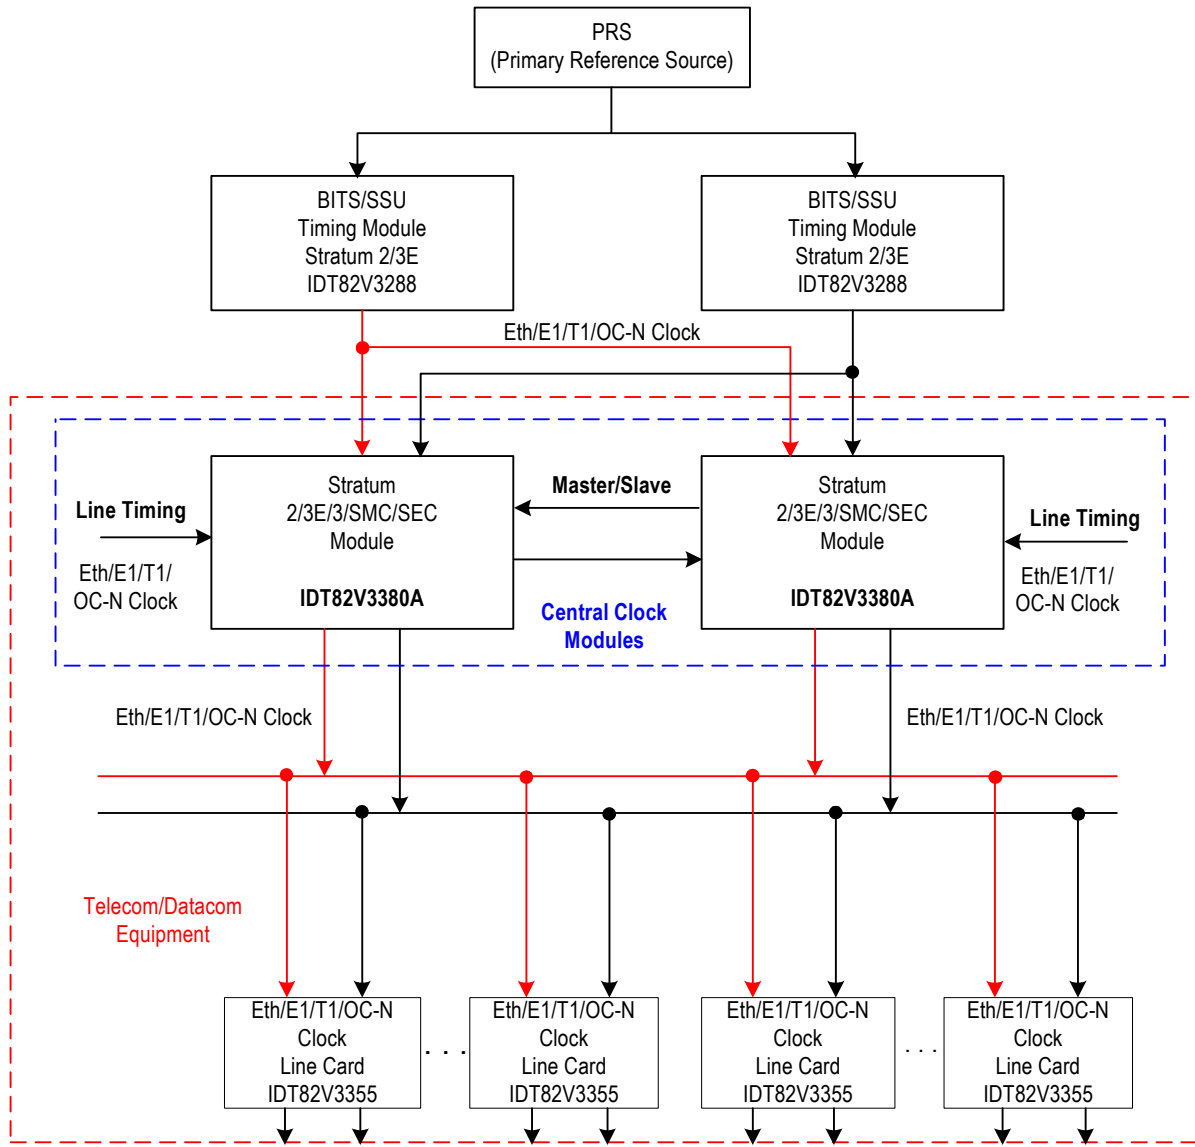 PRS
(Primary Reference Source)
BITS/SSU
Timing Module
Stratum 2/3E
IDT82V3288
BITS/SSU
Timing Module
Stratum 2/3E
IDT82V3288
Eth/E1/T1/OC-N Clock
Line Timing
Eth/E1/T1/
OC-N Clock
Stratum
2/3E/3/SMC/SEC
Module
IDT82V3380A
Master/Slave
Central Clock
Modules
Stratum
2/3E/3/SMC/SEC
Module
IDT82V3380A
Line Timing
Eth/E1/T1/
OC-N Clock
Eth/E1/T1/OC-N Clock
Eth/E1/T1/OC-N Clock
Telecom/Datacom
Equipment
Eth/E1/T1/OC-N
Clock
Line Card
IDT82V3355
. . .
Eth/E1/T1/OC-N
Clock
Line Card
IDT82V3355
Eth/E1/T1/OC-N
Clock
Line Card
IDT82V3355
. . .
Eth/E1/T1/OC-N
Clock
Line Card
IDT82V3355